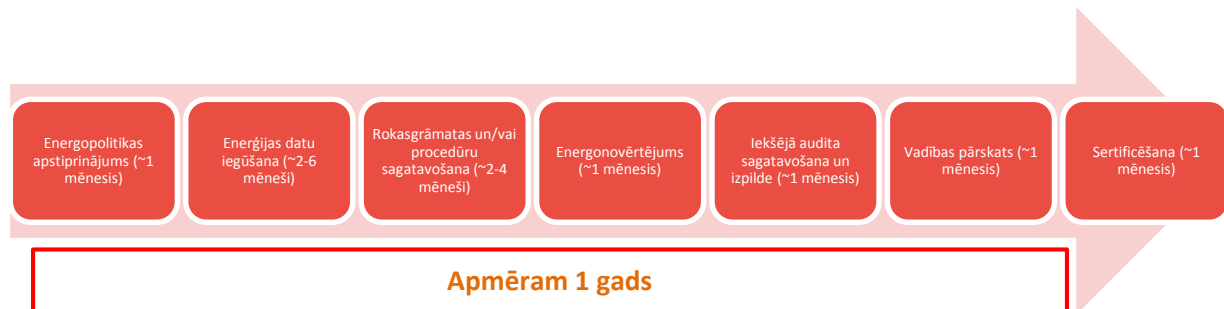 Energopolitikas
apstiprinājums (~1
mēnesis)
Enerģijas datu
iegūšana (~2-6
mēneši)
Rokasgrāmatas un/vai
procedūru
sagatavošana (~2-4
mēneši)
Energonovērtējums
(~1 mēnesis)
Iekšējā audita
sagatavošana un
izpilde (~1 mēnesis)
Vadības pārskats (~1
mēnesis)
Sertificēšana (~1
mēnesis)
Apmēram 1 gads